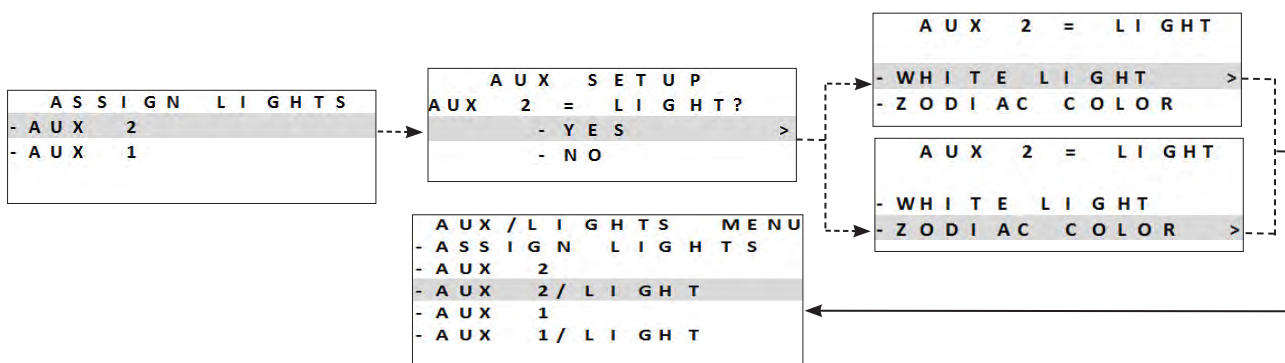 ASSIGN LIGHTS
- AUX 2
- AUX 1
AUX SETUP
AUX 2 = LIGHT?
- YES >
- NO
AUX 2 = LIGHT
- WHITE LIGHT >
- ZODIAC COLOR
AUX 2 = LIGHT
- WHITE LIGHT
- ZODIAC COLOR >
AUX/LIGHTS MENU
- ASSIGN LIGHTS
- AUX 2
- AUX 2/LIGHT
- AUX 1
- AUX 1/LIGHT